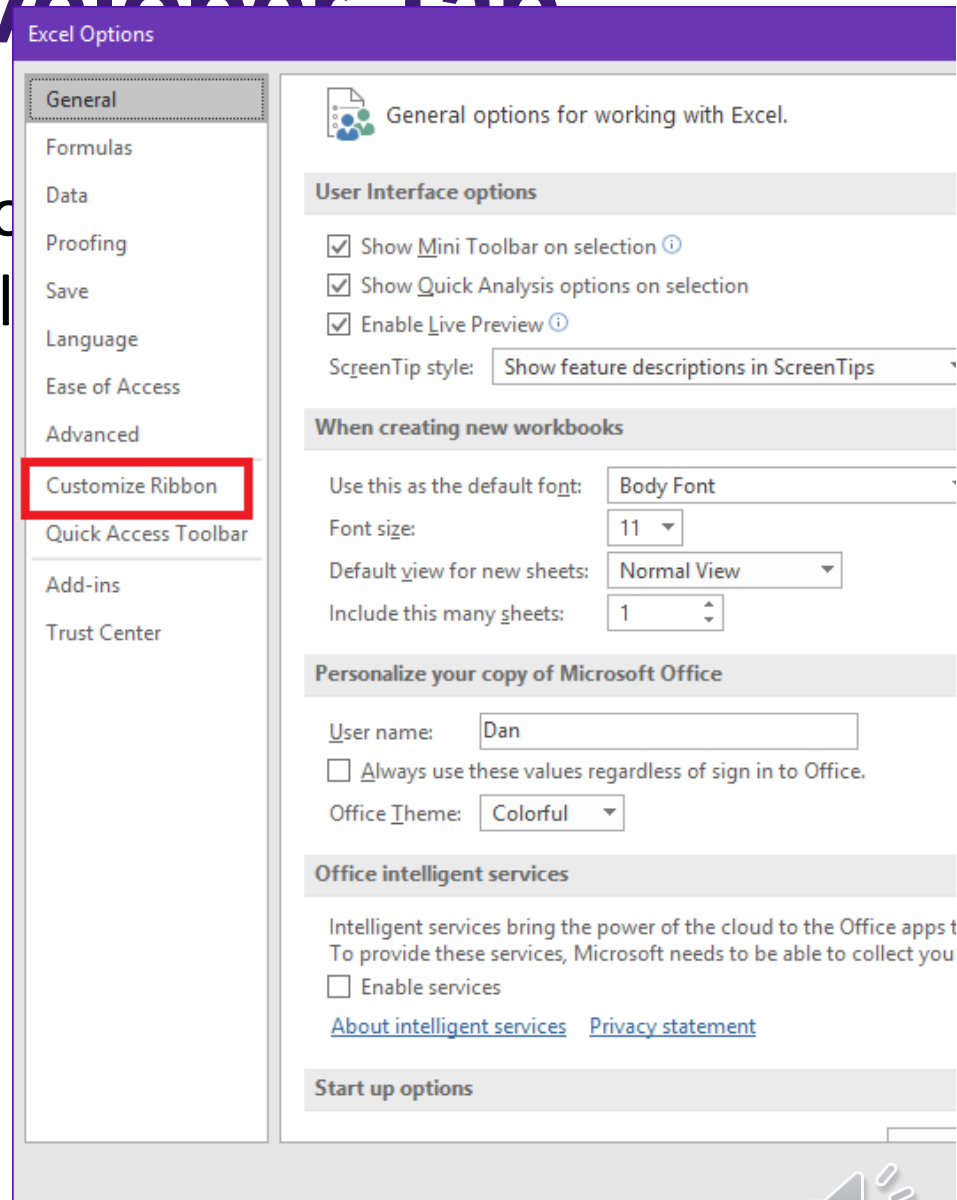 Excel Options
General
Formulas
Data
Proofing
Save
Language
Ease of Access
Advanced
Customize Ribbon
Quick Access Toolbar
Add-ins
Trust Center
General options for working with Excel.
User Interface options
Show Mini Toolbar on selection
Show Quick Analysis options on selection
Enable Live Preview
ScreenTip style: Show feature descriptions in ScreenTips
When creating new workbooks
Use this as the default font: Body Font
Font size: 11
Default view for new sheets: Normal View
Include this many sheets: 1
Personalize your copy of Microsoft Office
User name: Dan
Always use these values regardless of sign in to Office.
Office Theme: Colorful
Office intelligent services
Intelligent services bring the power of the cloud to the Office apps
To provide these services, Microsoft needs to be able to collect you
Enable services
About intelligent services Privacy statement
Start up options